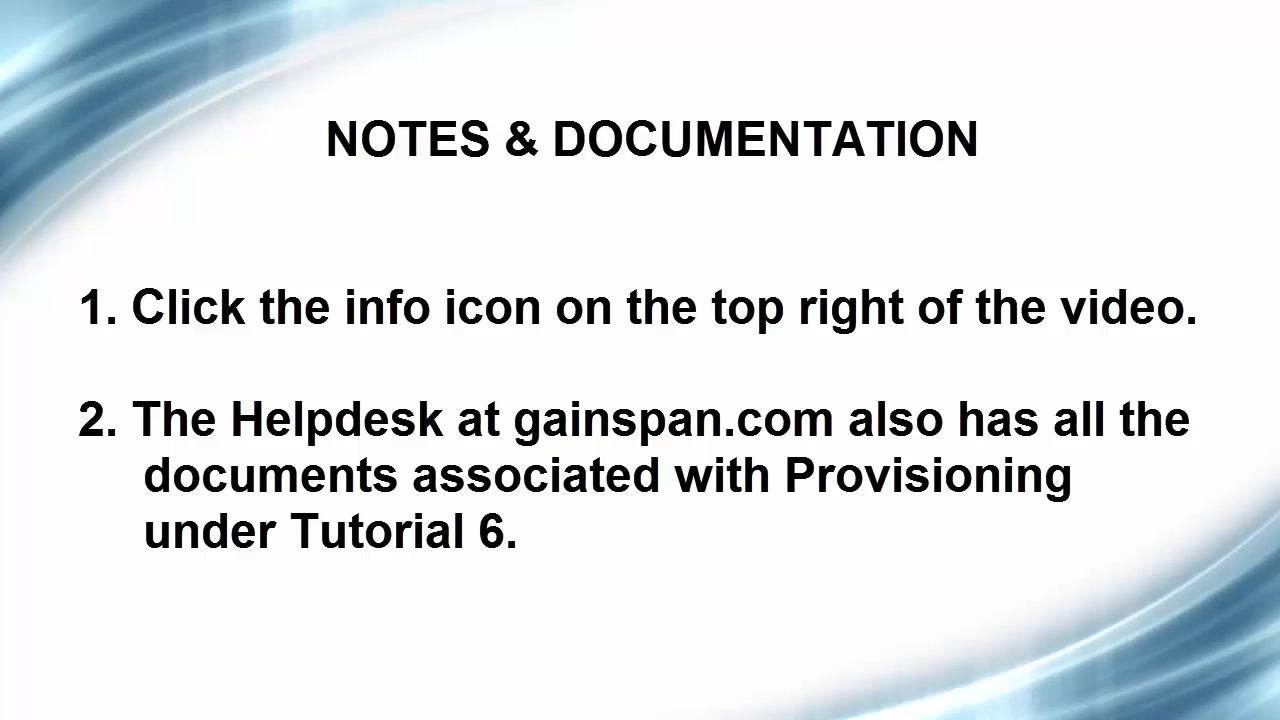 NOTES & DOCUMENTATION
1. Click the info icon on the top right of the video.
2. The Helpdesk at gainspan.com also has all the
documents associated with Provisioning
under Tutorial 6.